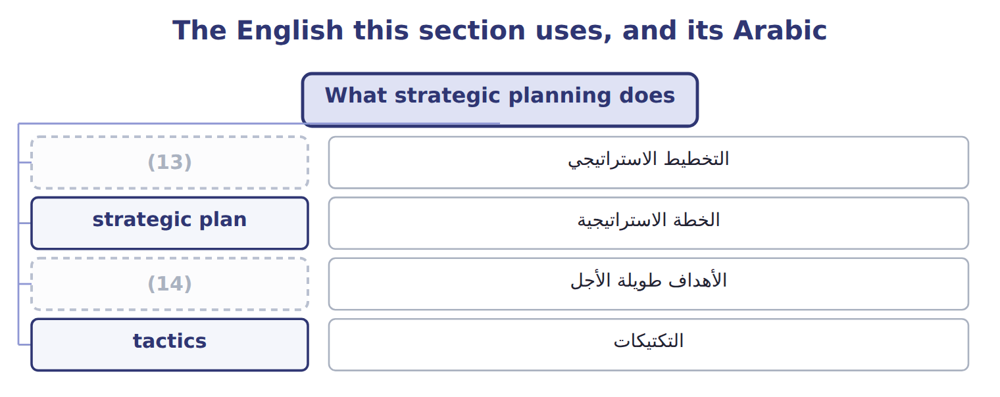 The English this section uses, and its Arabic
What strategic planning does
(13)
التخطيط الاستراتيجي
strategic plan
الخطة الاستراتيجية
(14)
الأهداف طويلة الأجل
tactics
التكتيكات